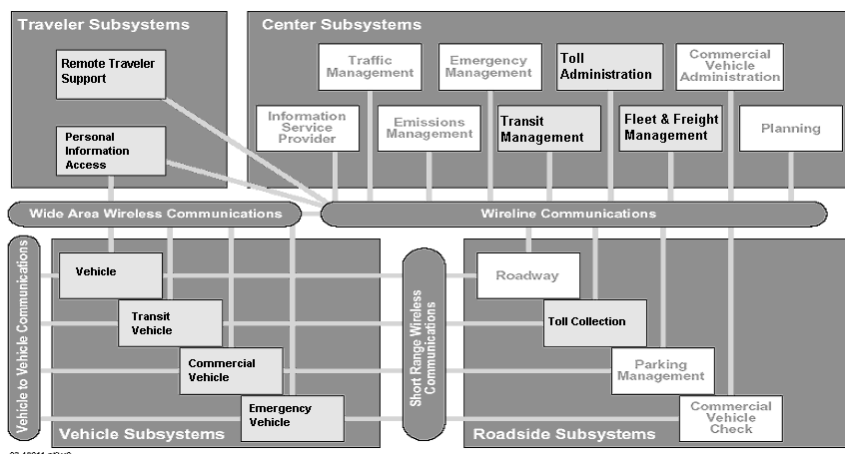 Traveler Subsystems
Remote Traveler
Support
Personal
Information
Access
Center Subsystems
Traffic
Management
Emergency
Management
Toll
Administration
Commercial
Vehicle
Administration
Information
Service
Provider
Emissions
Management
Transit
Management
Fleet & Freight
Management
Planning
Wide Area Wireless Communications
Wireline Communications
Vehicle to Vehicle Communications
Vehicle
Transit
Vehicle
Commercial
Vehicle
Emergency
Vehicle
Vehicle Subsystems
Short Range Wireless
Communications
Roadway
Toll Collection
Parking
Management
Commercial
Vehicle
Check
Roadside Subsystems